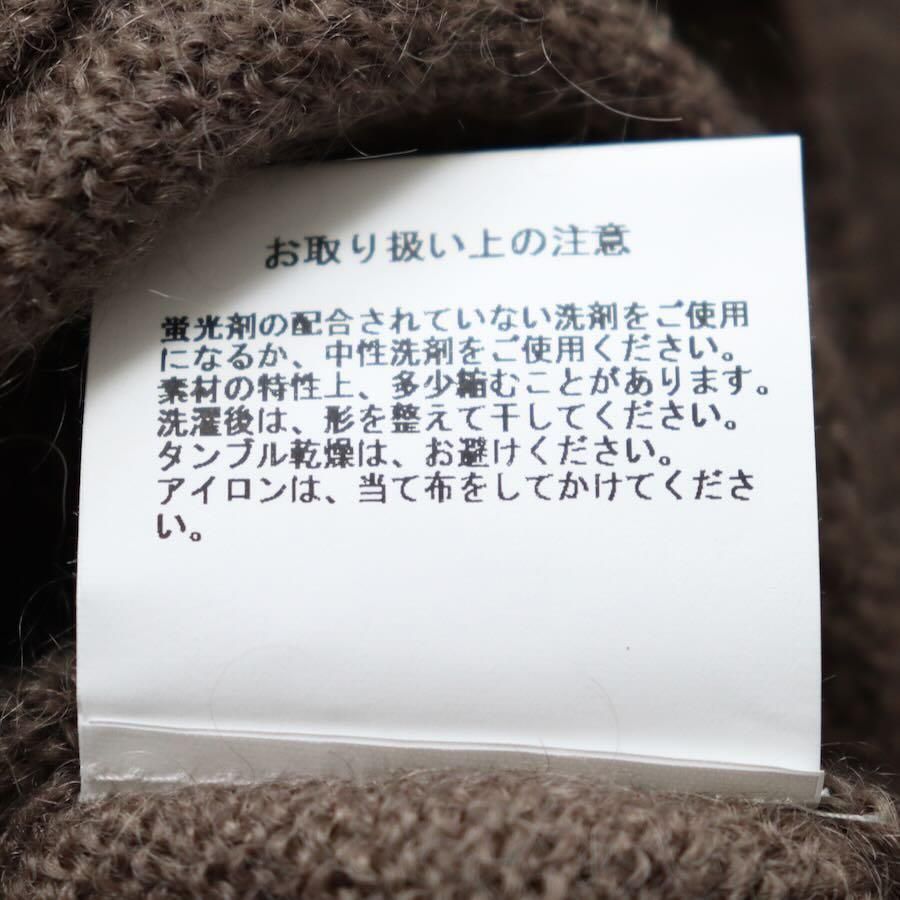 お取り扱い上の注意
蛍光剤の配合されていない洗剤をご使用
になるか、中性洗剤をご使用ください。
素材の特性上、多少縮むことがあります。
洗濯後は、形を整えて干してください。
タンブル乾燥は、お避けください。
アイロンは、当て布をしてかけてくださ
い。